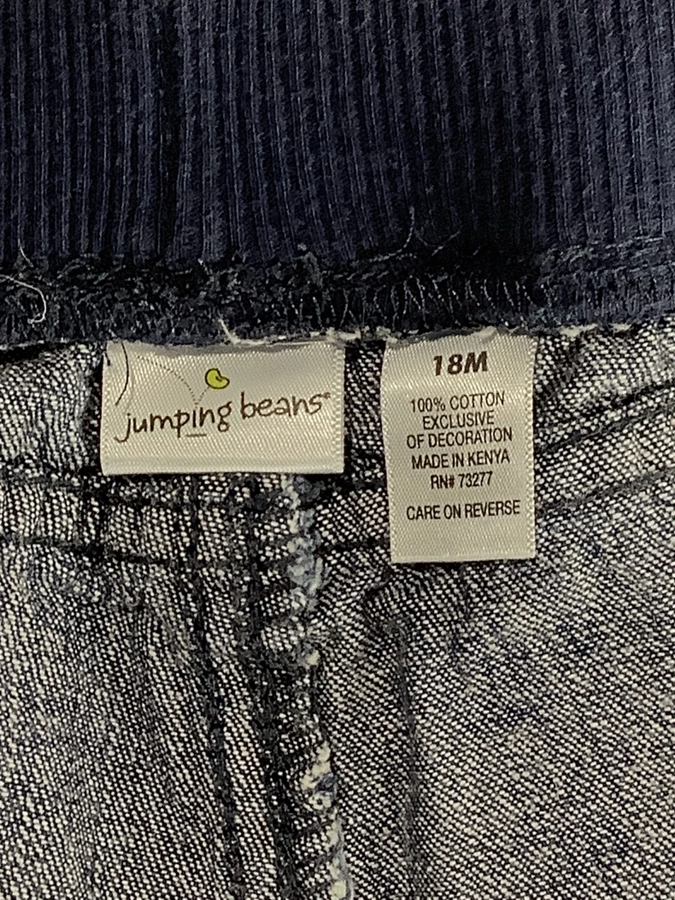 jumping beans®
18M
100% COTTON
EXCLUSIVE
OF DECORATION
MADE IN KENYA
RN# 73277
CARE ON REVERSE